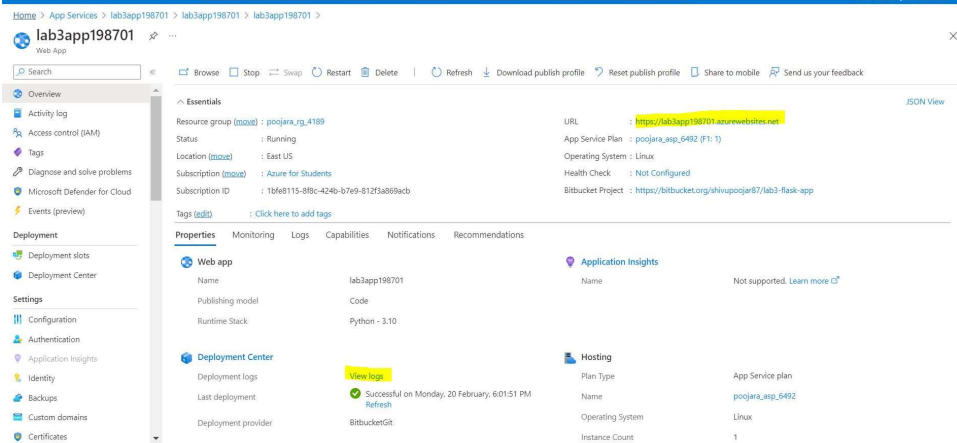 Home > App Services > lab3app198701 > lab3app198701 > lab3app198701 >
lab3app198701
Web App
Search
Browse Stop Swap Restart Delete Refresh Download publish profile Reset publish profile Share to mobile Send us your feedback
Overview
Activity log
Access control (IAM)
Tags
Diagnose and solve problems
Microsoft Defender for Cloud
Events (preview)
Deployment
Deployment slots
Deployment Center
Settings
Configuration
Authentication
Application Insights
Identity
Backups
Custom domains
Certificates
Essentials
JSON View
Resource group (move) : poojara_rg_4189
Status : Running
Location (move) : East US
Subscription (move) : Azure for Students
Subscription ID : 1bfe8115-8f8c-424b-b7e9-812f3a869acb
Tags (edit) : Click here to add tags
URL : https://lab3app198701.azurewebsites.net
App Service Plan : poojara_asp_6492 (F1: 1)
Operating System : Linux
Health Check : Not Configured
Bitbucket Project : https://bitbucket.org/shivupoojar87/lab3-flask-app
Properties Monitoring Logs Capabilities Notifications Recommendations
Web app
Name lab3app198701
Publishing model Code
Runtime Stack Python - 3.10
Deployment Center
Deployment logs View logs
Last deployment Successful on Monday, 20 February, 6:01:51 PM
Refresh
Deployment provider BitbucketGit
Application Insights
Name Not supported. Learn more
Hosting
Plan Type App Service plan
Name poojara_asp_6492
Operating System Linux
Instance Count 1